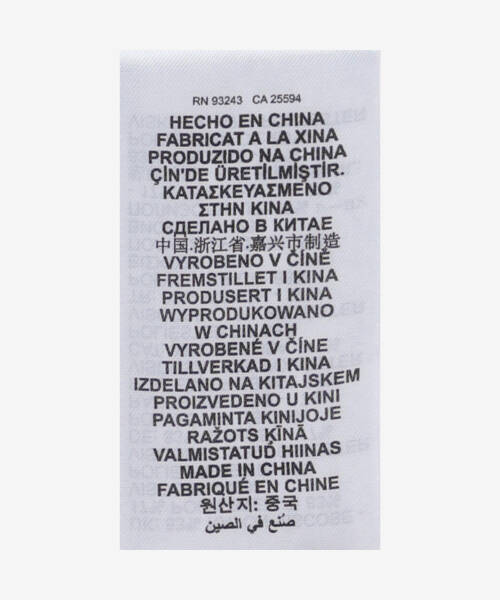 RN 93243 CA 25594
HECHO EN CHINA
FABRICAT A LA XINA
PRODUZIDO NA CHINA
ÇİN'DE ÜRETİLMİŞTİR.
ΚΑΤΑΣΚΕΥΑΣΜΕΝΟ
ΣΤΗΝ ΚΙΝΑ
СДЕЛАНО В КИТАЕ
中国.浙江省.嘉兴市制造
VYROBENO V ČÍNĚ
FREMSTILLET I KINA
PRODUSERT I KINA
WYPRODUKOWANO
W CHINACH
VYROBENÉ V ČÍNE
TILLVERKAD I KINA
IZDELANO NA KITAJSKEM
PROIZVEDENO U KINI
PAGAMINTA KINIJOJE
RAŽOTS ĶĪNĀ
VALMISTATUD HIINAS
MADE IN CHINA
FABRIQUÉ EN CHINE
원산지: 중국
صنع في الصين